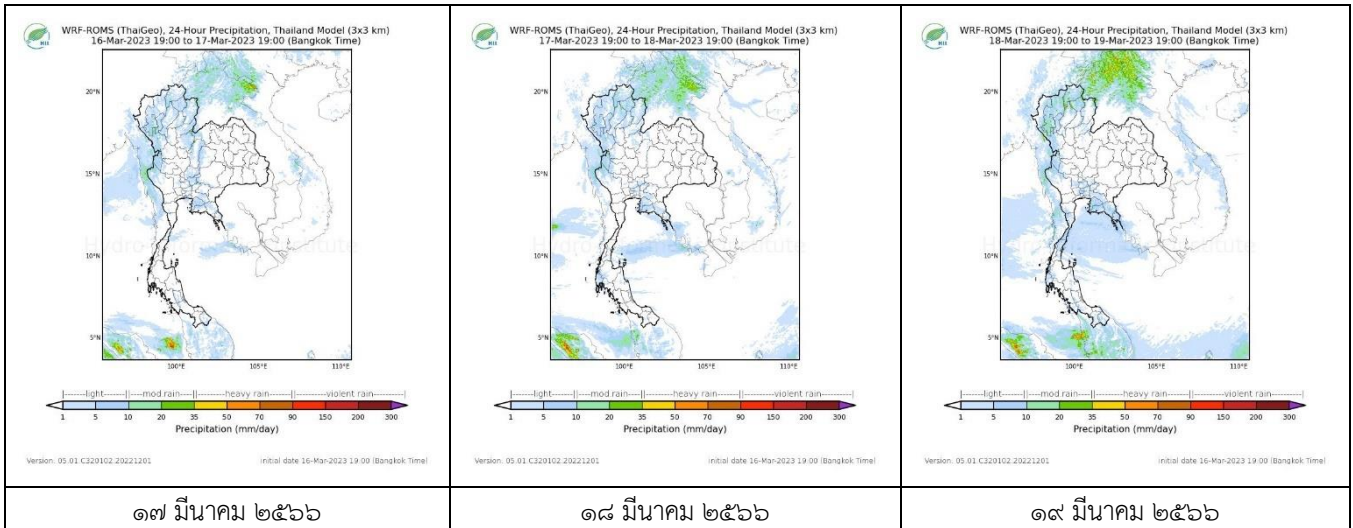 WRF-ROMS (ThaiGeo), 24-Hour Precipitation, Thailand Model (3x3 km)
16-Mar-2023 19:00 to 17-Mar-2023 19:00 (Bangkok Time)
HII
20°N
15°N
10°N
5°N
100°E
105°E
110°E
light mod rain heavy rain violent rain
1 5 10 20 35 50 70 90 150 200 300
Precipitation (mm/day)
Version: 05.01.C320102.20221201 initial date 16-Mar-2023 19:00 (Bangkok Time)
๑๗ มีนาคม ๒๕๖๖
WRF-ROMS (ThaiGeo), 24-Hour Precipitation, Thailand Model (3x3 km)
17-Mar-2023 19:00 to 18-Mar-2023 19:00 (Bangkok Time)
HII
20°N
15°N
10°N
5°N
100°E
105°E
110°E
light mod rain heavy rain violent rain
1 5 10 20 35 50 70 90 150 200 300
Precipitation (mm/day)
Version: 05.01.C320102.20221201 initial date 16-Mar-2023 19:00 (Bangkok Time)
๑๘ มีนาคม ๒๕๖๖
WRF-ROMS (ThaiGeo), 24-Hour Precipitation, Thailand Model (3x3 km)
18-Mar-2023 19:00 to 19-Mar-2023 19:00 (Bangkok Time)
HII
20°N
15°N
10°N
5°N
100°E
105°E
110°E
light mod rain heavy rain violent rain
1 5 10 20 35 50 70 90 150 200 300
Precipitation (mm/day)
Version: 05.01.C320102.20221201 initial date 16-Mar-2023 19:00 (Bangkok Time)
๑๙ มีนาคม ๒๕๖๖